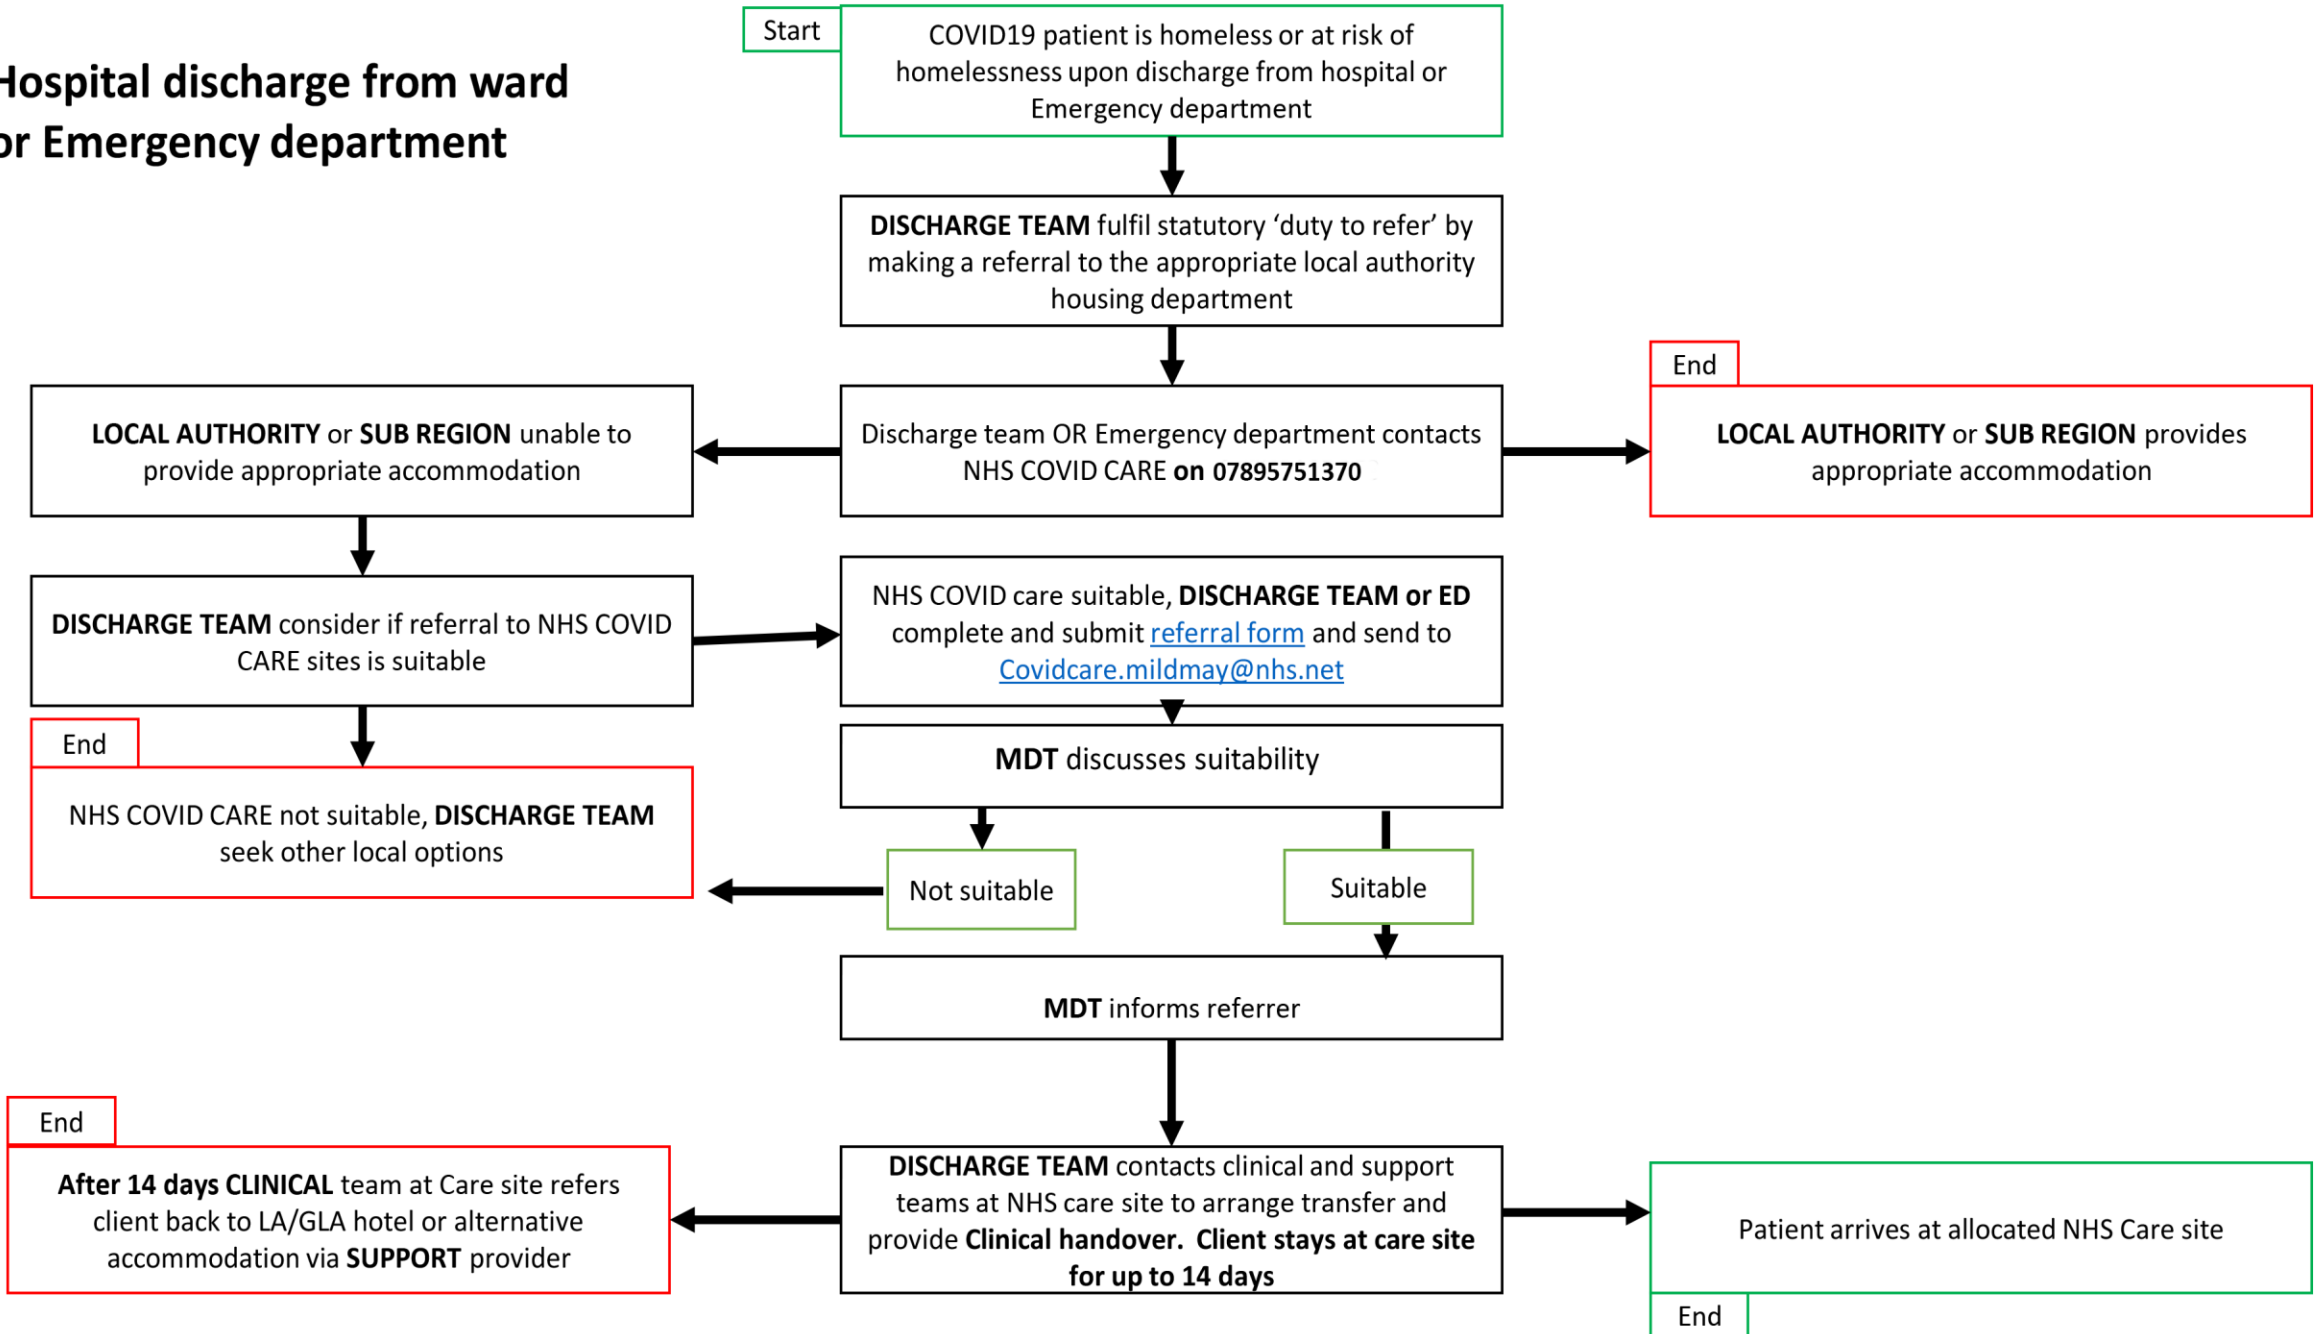 Hospital discharge from ward
or Emergency department
Start
COVID19 patient is homeless or at risk of
homelessness upon discharge from hospital or
Emergency department
DISCHARGE TEAM fulfil statutory ‘duty to refer’ by
making a referral to the appropriate local authority
housing department
LOCAL AUTHORITY or SUB REGION unable to
provide appropriate accommodation
Discharge team OR Emergency department contacts
NHS COVID CARE on 07895751370
End
LOCAL AUTHORITY or SUB REGION provides
appropriate accommodation
DISCHARGE TEAM consider if referral to NHS COVID
CARE sites is suitable
NHS COVID care suitable, DISCHARGE TEAM or ED
complete and submit referral form and send to
Covidcare.mildmay@nhs.net
End
NHS COVID CARE not suitable, DISCHARGE TEAM
seek other local options
MDT discusses suitability
Not suitable
Suitable
MDT informs referrer
End
After 14 days CLINICAL team at Care site refers
client back to LA/GLA hotel or alternative
accommodation via SUPPORT provider
DISCHARGE TEAM contacts clinical and support
teams at NHS care site to arrange transfer and
provide Clinical handover. Client stays at care site
for up to 14 days
Patient arrives at allocated NHS Care site
End